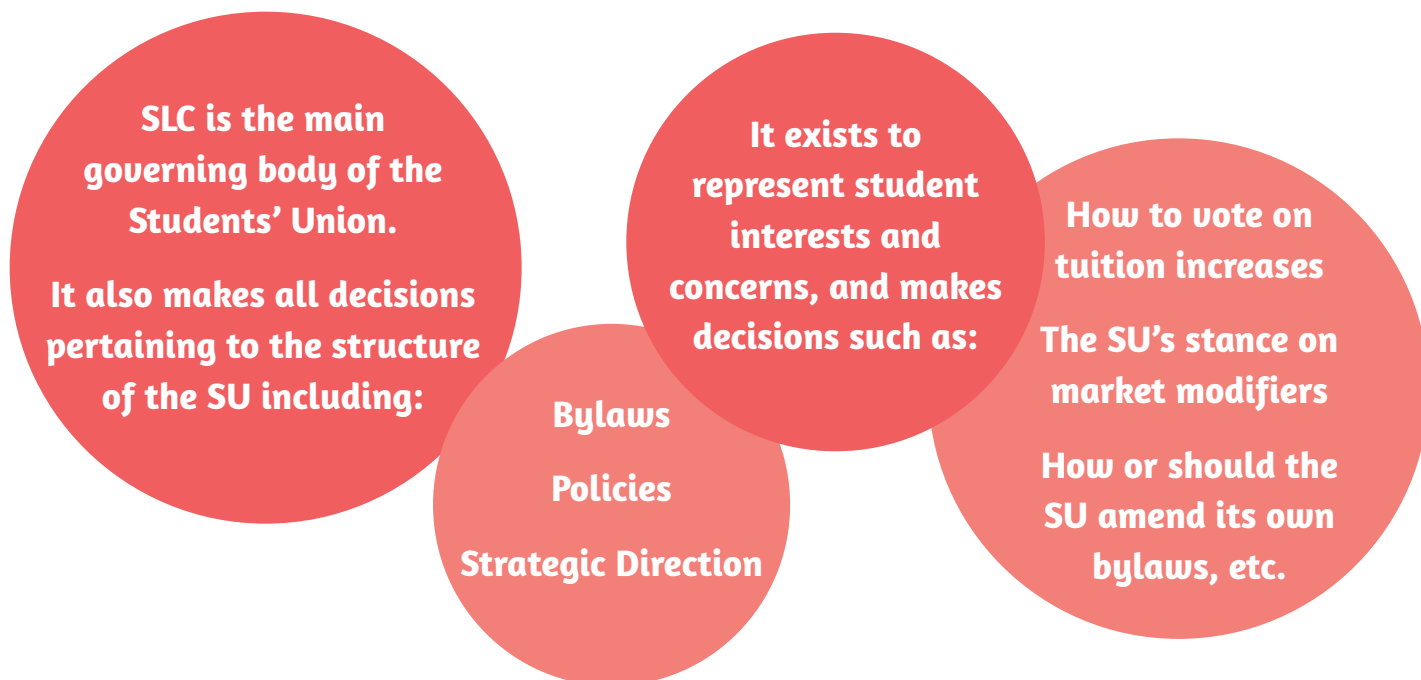 SLC is the main
governing body of the
Students’ Union.
It also makes all decisions
pertaining to the structure
of the SU including:
Bylaws
Policies
Strategic Direction
It exists to
represent student
interests and
concerns, and makes
decisions such as:
How to vote on
tuition increases
The SU’s stance on
market modifiers
How or should the
SU amend its own
bylaws, etc.